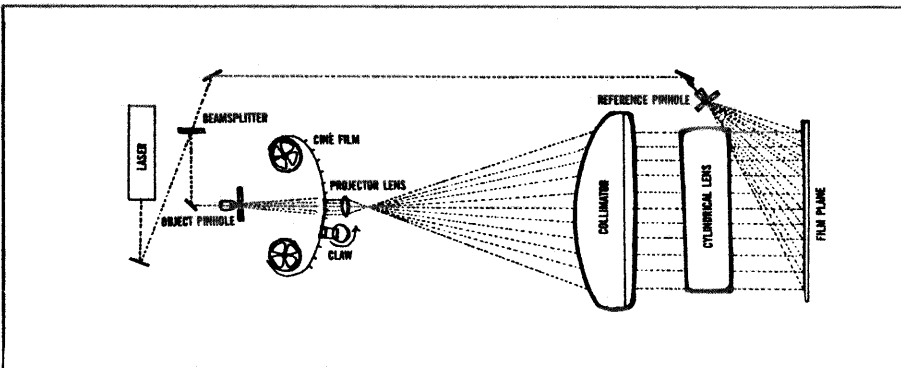 REFERENCE PINHOLE
BEAMSPLITTER
LASER
CINÉ FILM
PROJECTOR LENS
OBJECT PINHOLE
CLAW
COLLIMATOR
CYLINDRICAL LENS
FILM PLANE